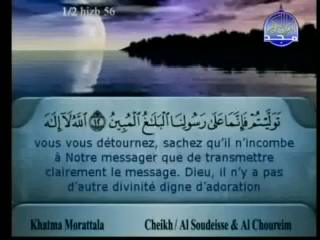 1/2 hizb 56
تَوَلَّيْتُمْ فَإِنَّمَا عَلَىٰ رَسُولِنَا الْبَلَاغُ الْمُبِينُ ﴿١٢﴾ اللَّهُ لَا إِلَٰهَ
vous vous détournez, sachez qu'il n'incombe
à Notre messager que de transmettre
clairement le message. Dieu, il n'y a pas
d'autre divinité digne d'adoration
Khatma Morattala
Cheikh / Al Soudeisse & Al Choureim